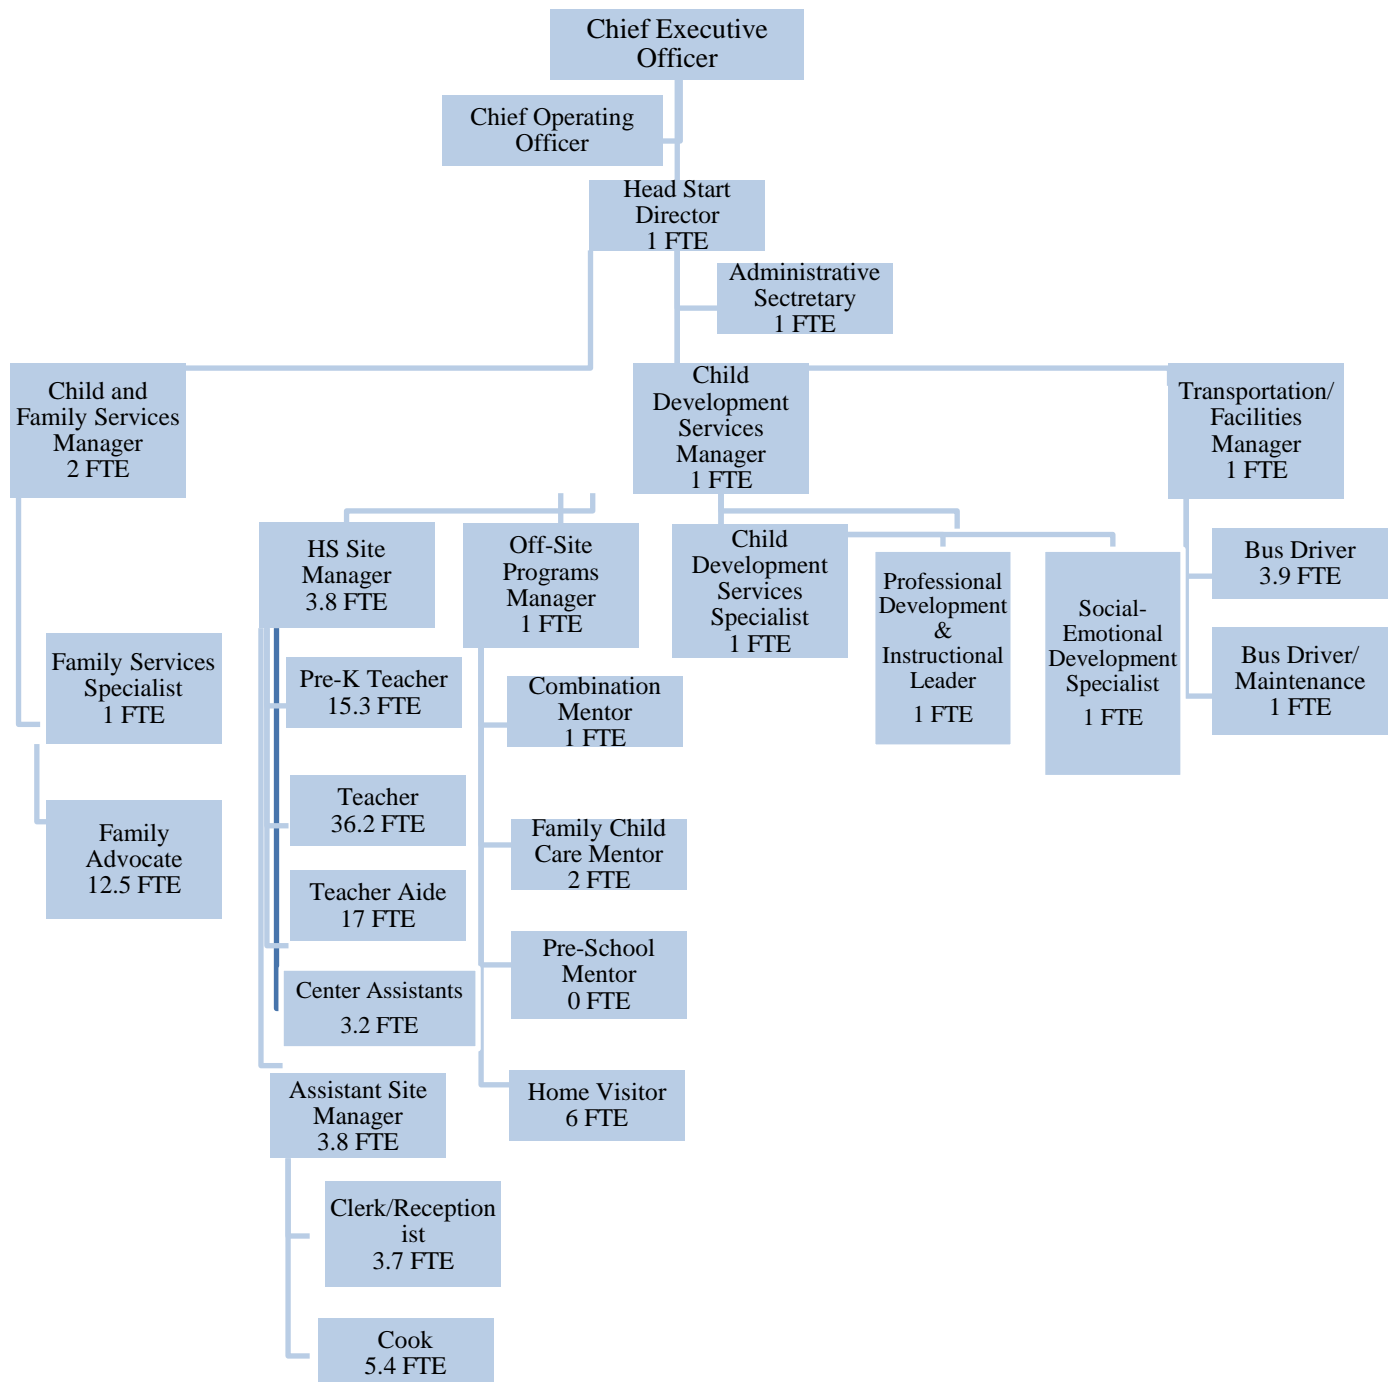 Chief Executive
Officer
Chief Operating
Officer
Head Start
Director
1 FTE
Administrative
Sectretary
1 FTE
Child and
Family Services
Manager
2 FTE
Child
Development
Services
Manager
1 FTE
Transportation/
Facilities
Manager
1 FTE
HS Site
Manager
3.8 FTE
Off-Site
Programs
Manager
1 FTE
Child
Development
Services
Specialist
1 FTE
Professional
Development
&
Instructional
Leader
1 FTE
Social-
Emotional
Development
Specialist
1 FTE
Bus Driver
3.9 FTE
Bus Driver/
Maintenance
1 FTE
Family Services
Specialist
1 FTE
Family
Advocate
12.5 FTE
Pre-K Teacher
15.3 FTE
Teacher
36.2 FTE
Teacher Aide
17 FTE
Center Assistants
3.2 FTE
Assistant Site
Manager
3.8 FTE
Clerk/Reception
ist
3.7 FTE
Cook
5.4 FTE
Combination
Mentor
1 FTE
Family Child
Care Mentor
2 FTE
Pre-School
Mentor
0 FTE
Home Visitor
6 FTE